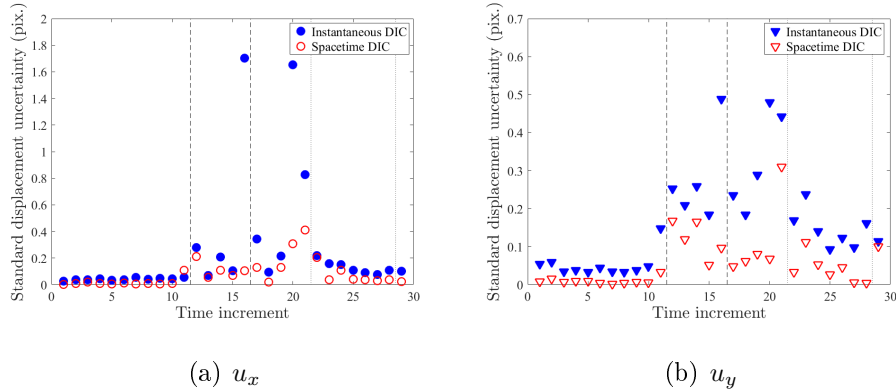 Standard displacement uncertainty (pix.)
2
1.8
1.6
1.4
1.2
1
0.8
0.6
0.4
0.2
0
Instantaneous DIC
Spacetime DIC
0 5 10 15 20 25 30
Time increment
(a) u_x
Standard displacement uncertainty (pix.)
0.7
0.6
0.5
0.4
0.3
0.2
0.1
0
Instantaneous DIC
Spacetime DIC
0 5 10 15 20 25 30
Time increment
(b) u_y